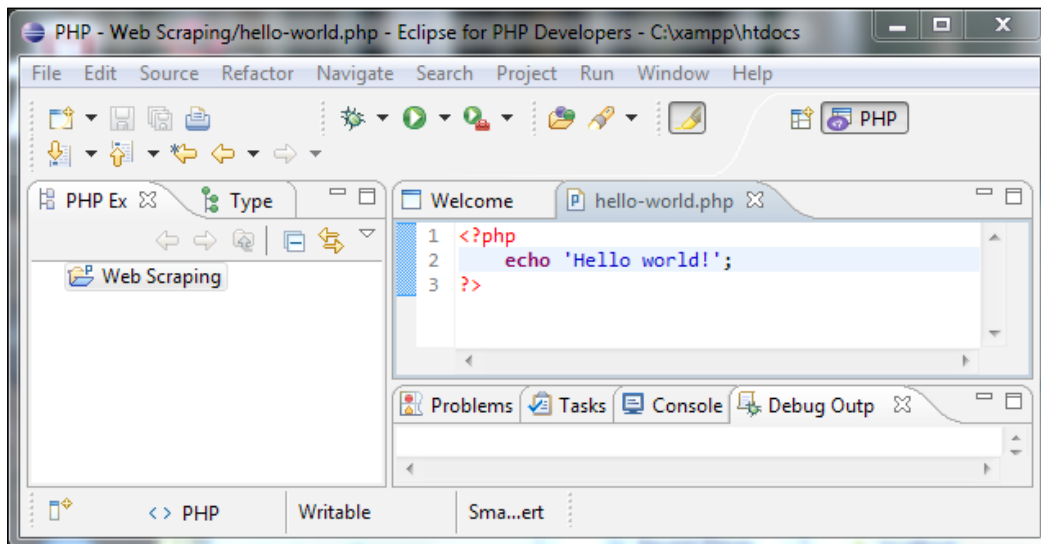 PHP - Web Scraping/hello-world.php - Eclipse for PHP Developers - C:\xampp\htdocs
File Edit Source Refactor Navigate Search Project Run Window Help
PHP
PHP Ex Type
Web Scraping
Welcome hello-world.php
1 <?php
2 echo 'Hello world!';
3 ?>
Problems Tasks Console Debug Outp
<> PHP Writable Sma...ert